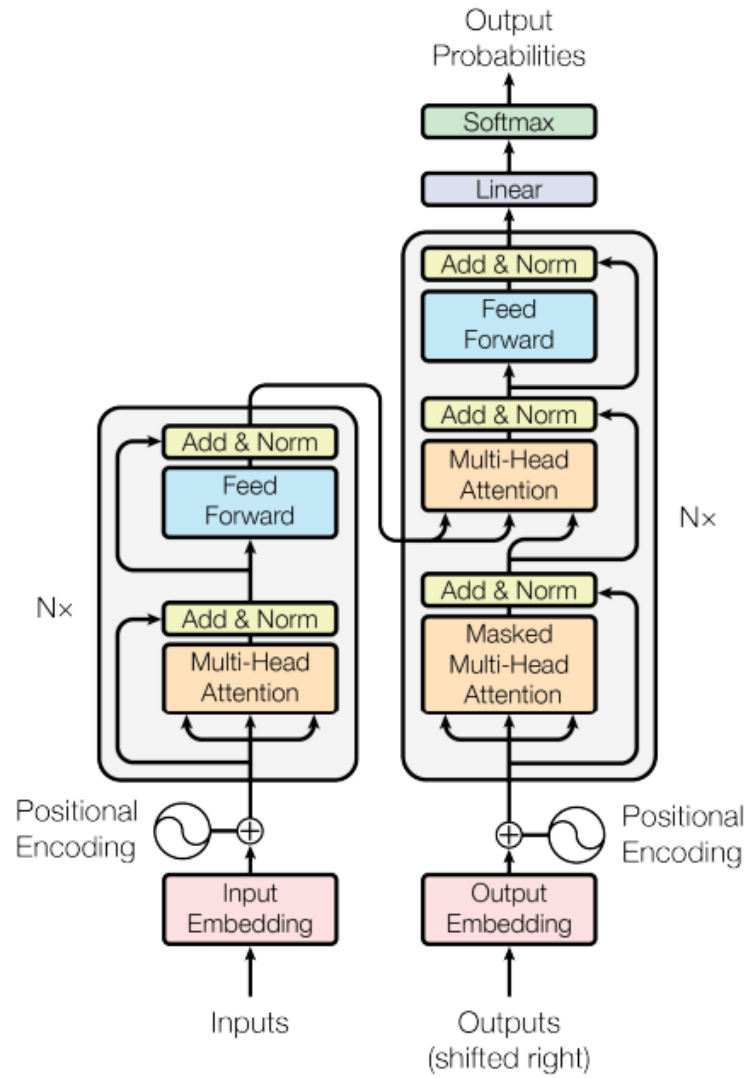 Output
Probabilities
Softmax
Linear
Add & Norm
Feed
Forward
Add & Norm
Multi-Head
Attention
Add & Norm
Masked
Multi-Head
Attention
Nx
Add & Norm
Feed
Forward
Add & Norm
Multi-Head
Attention
Nx
Positional
Encoding
Positional
Encoding
Input
Embedding
Output
Embedding
Inputs
Outputs
(shifted right)